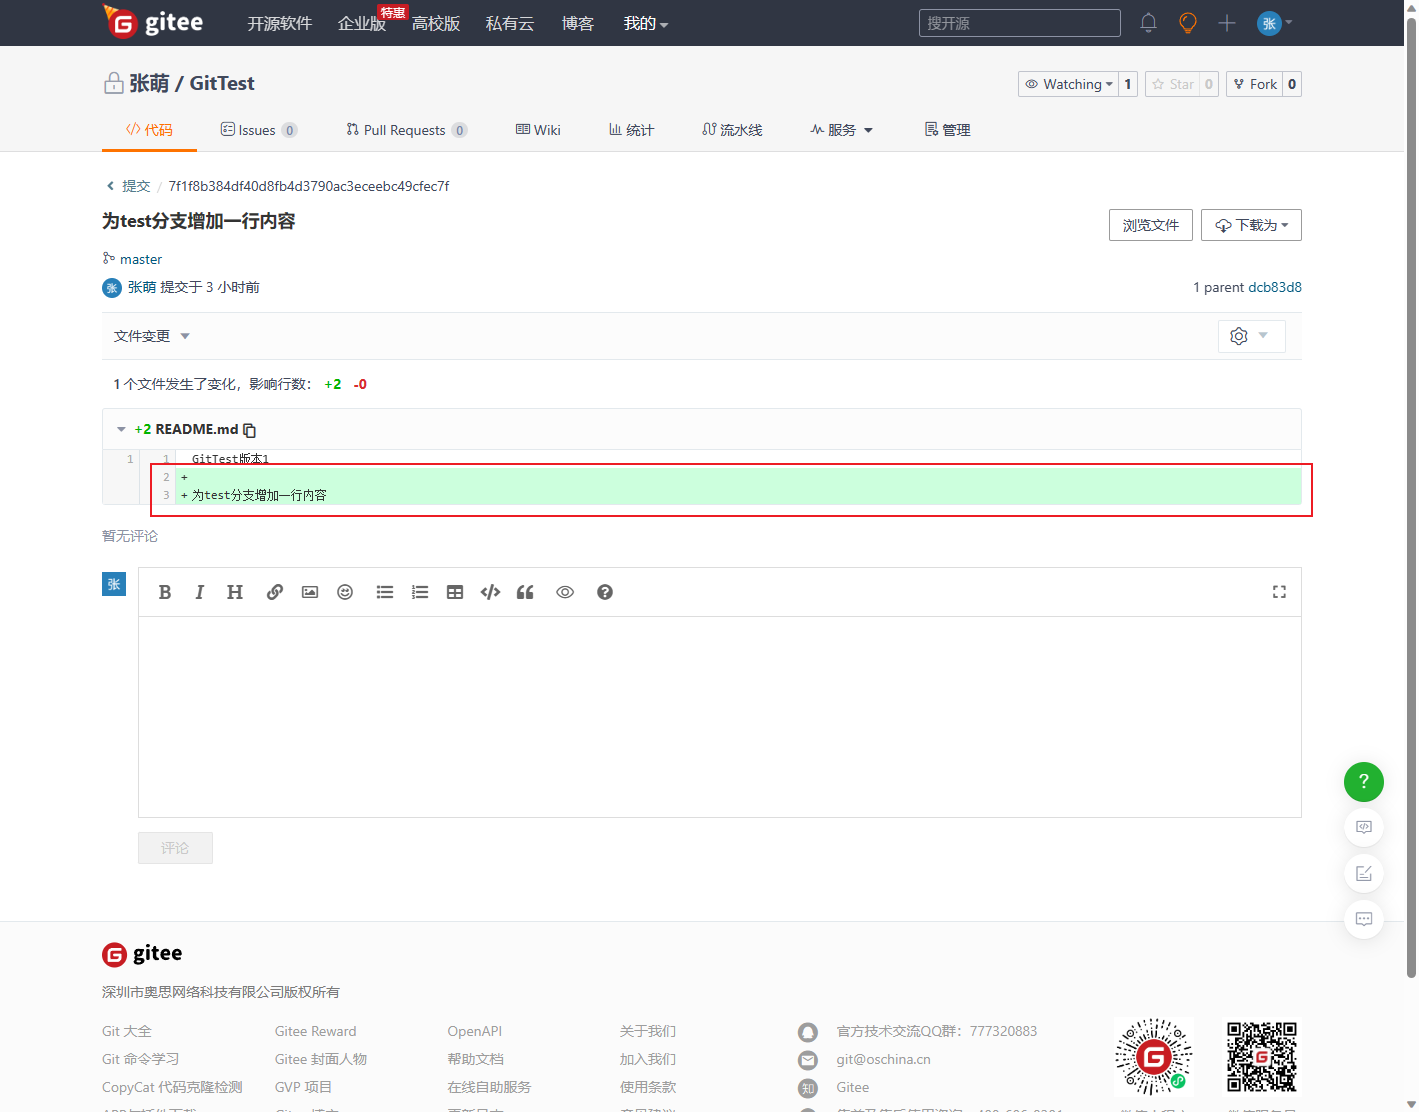 gitee 开源软件 企业版 特惠 高校版 私有云 博客 我的 搜开源 张
张萌 / GitTest Watching 1 Star 0 Fork 0
代码 Issues 0 Pull Requests 0 Wiki 统计 流水线 服务 管理
提交 / 7f1f8b384df40d8fb4d3790ac3eceebc49cfec7f
为test分支增加一行内容 浏览文件 下载为
master
张 张萌 提交于 3 小时前 1 parent dcb83d8
文件变更
1 个文件发生了变化，影响行数： +2 -0
+2 README.md
1 1 GitTest版本1
2 +
3 + 为test分支增加一行内容
暂无评论
张 B I H
评论
?
gitee
深圳市奥思网络科技有限公司版权所有
Git 大全 Gitee Reward OpenAPI 关于我们 官方技术交流QQ群：777320883
Git 命令学习 Gitee 封面人物 帮助文档 加入我们 git@oschina.cn
CopyCat 代码克隆检测 GVP 项目 在线自助服务 使用条款 知 Gitee